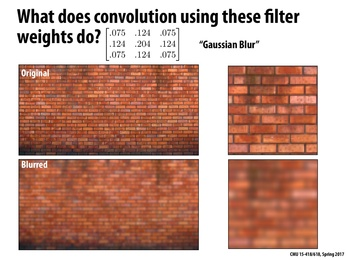 What does convolution using these filter
weights do?
.075 .124 .075
.124 .204 .124
.075 .124 .075
“Gaussian Blur”
Original
Blurred
CMU 15-418/618, Spring 2017